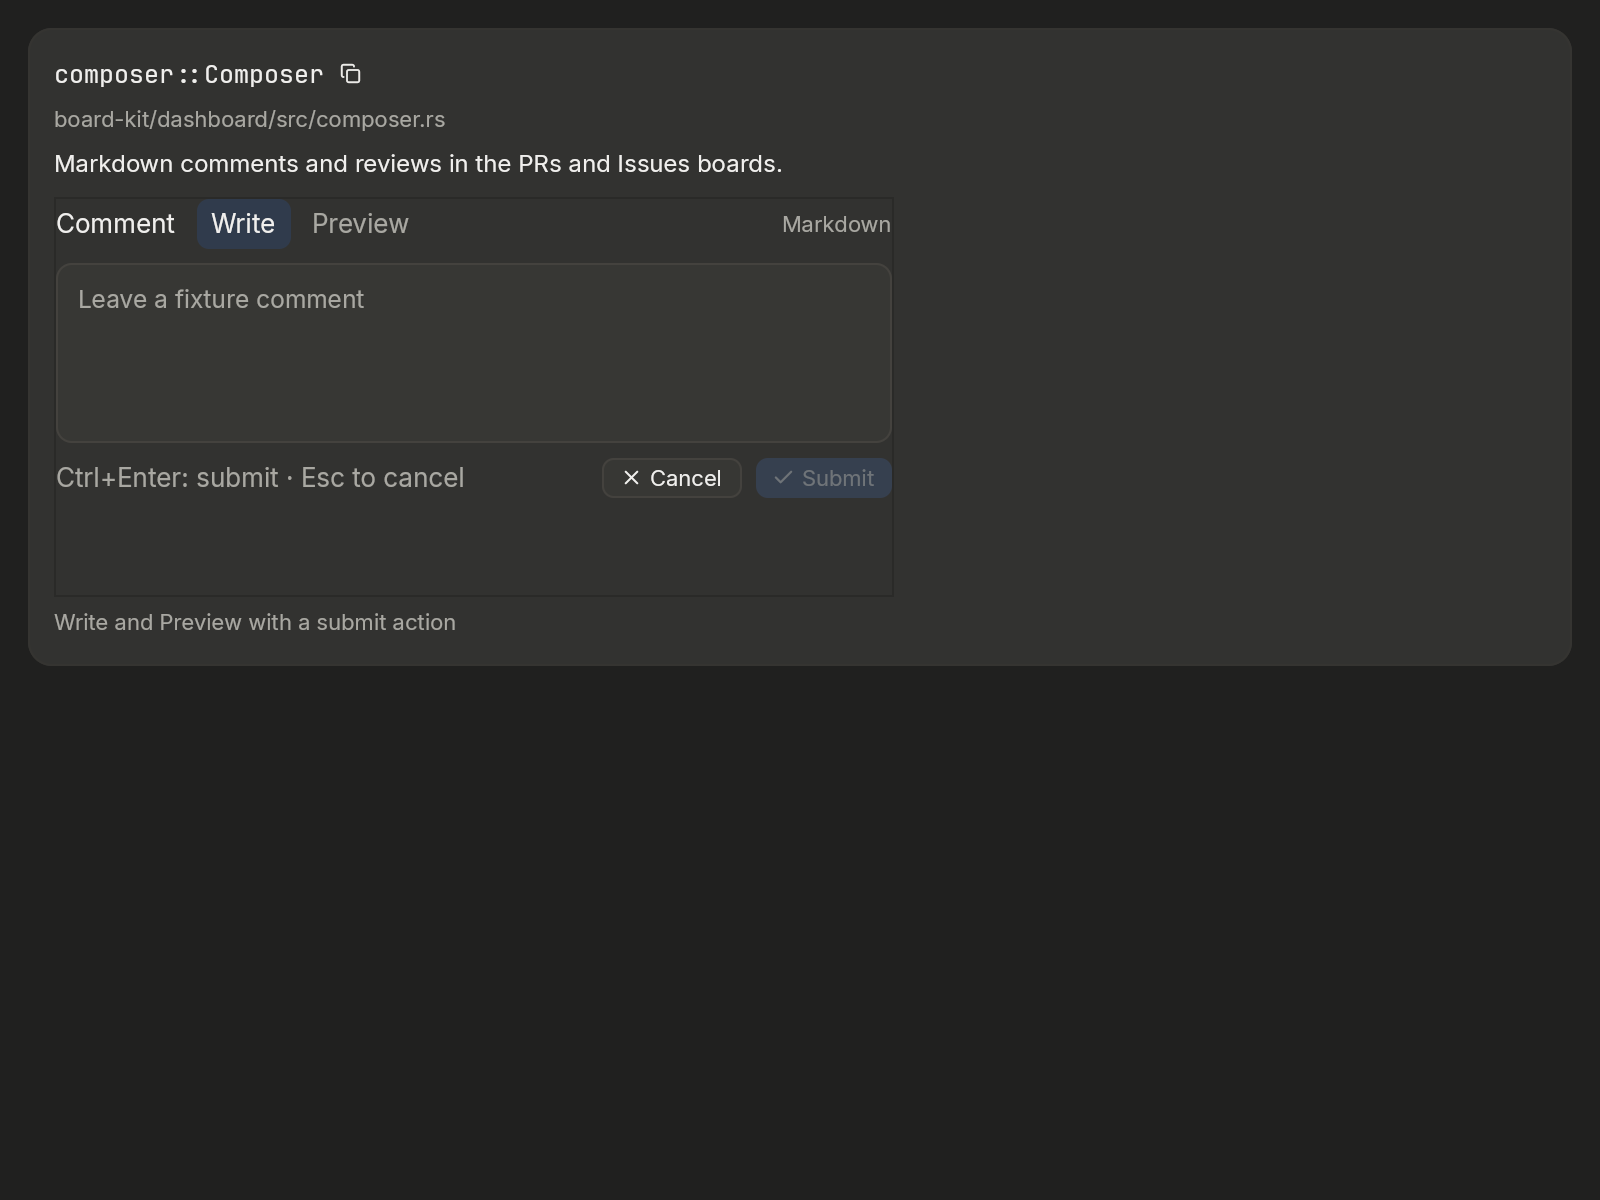 composer::Composer
board-kit/dashboard/src/composer.rs
Markdown comments and reviews in the PRs and Issues boards.
Comment Write Preview Markdown
Leave a fixture comment
Ctrl+Enter: submit · Esc to cancel Cancel Submit
Write and Preview with a submit action